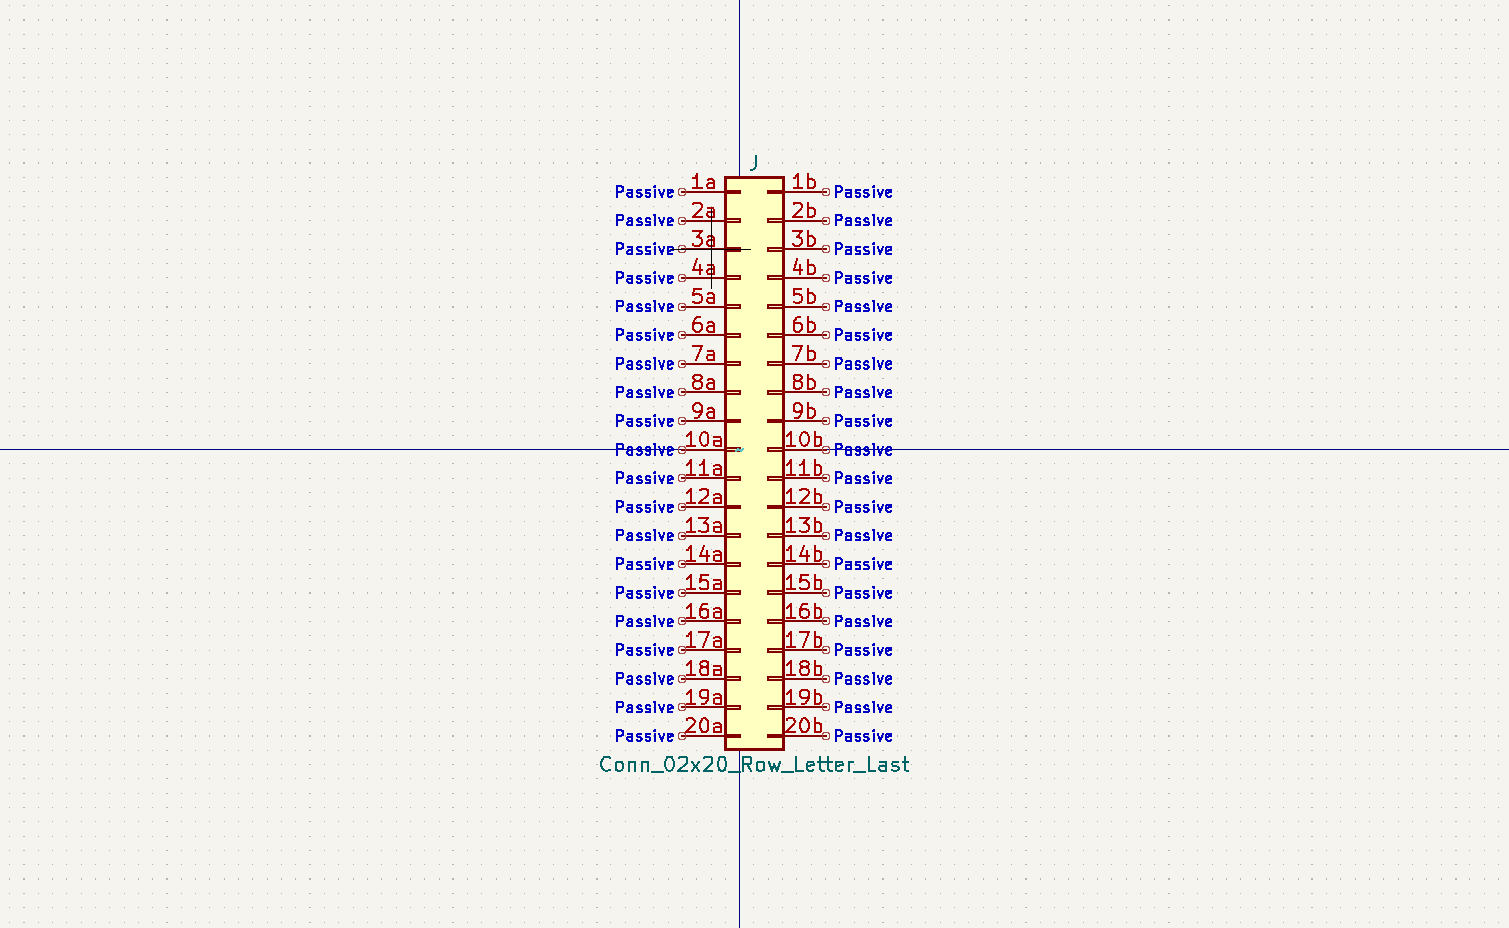 J
Passive 1a 1b Passive
Passive 2a 2b Passive
Passive 3a 3b Passive
Passive 4a 4b Passive
Passive 5a 5b Passive
Passive 6a 6b Passive
Passive 7a 7b Passive
Passive 8a 8b Passive
Passive 9a 9b Passive
Passive 10a 10b Passive
Passive 11a 11b Passive
Passive 12a 12b Passive
Passive 13a 13b Passive
Passive 14a 14b Passive
Passive 15a 15b Passive
Passive 16a 16b Passive
Passive 17a 17b Passive
Passive 18a 18b Passive
Passive 19a 19b Passive
Passive 20a 20b Passive
Conn_02x20_Row_Letter_Last